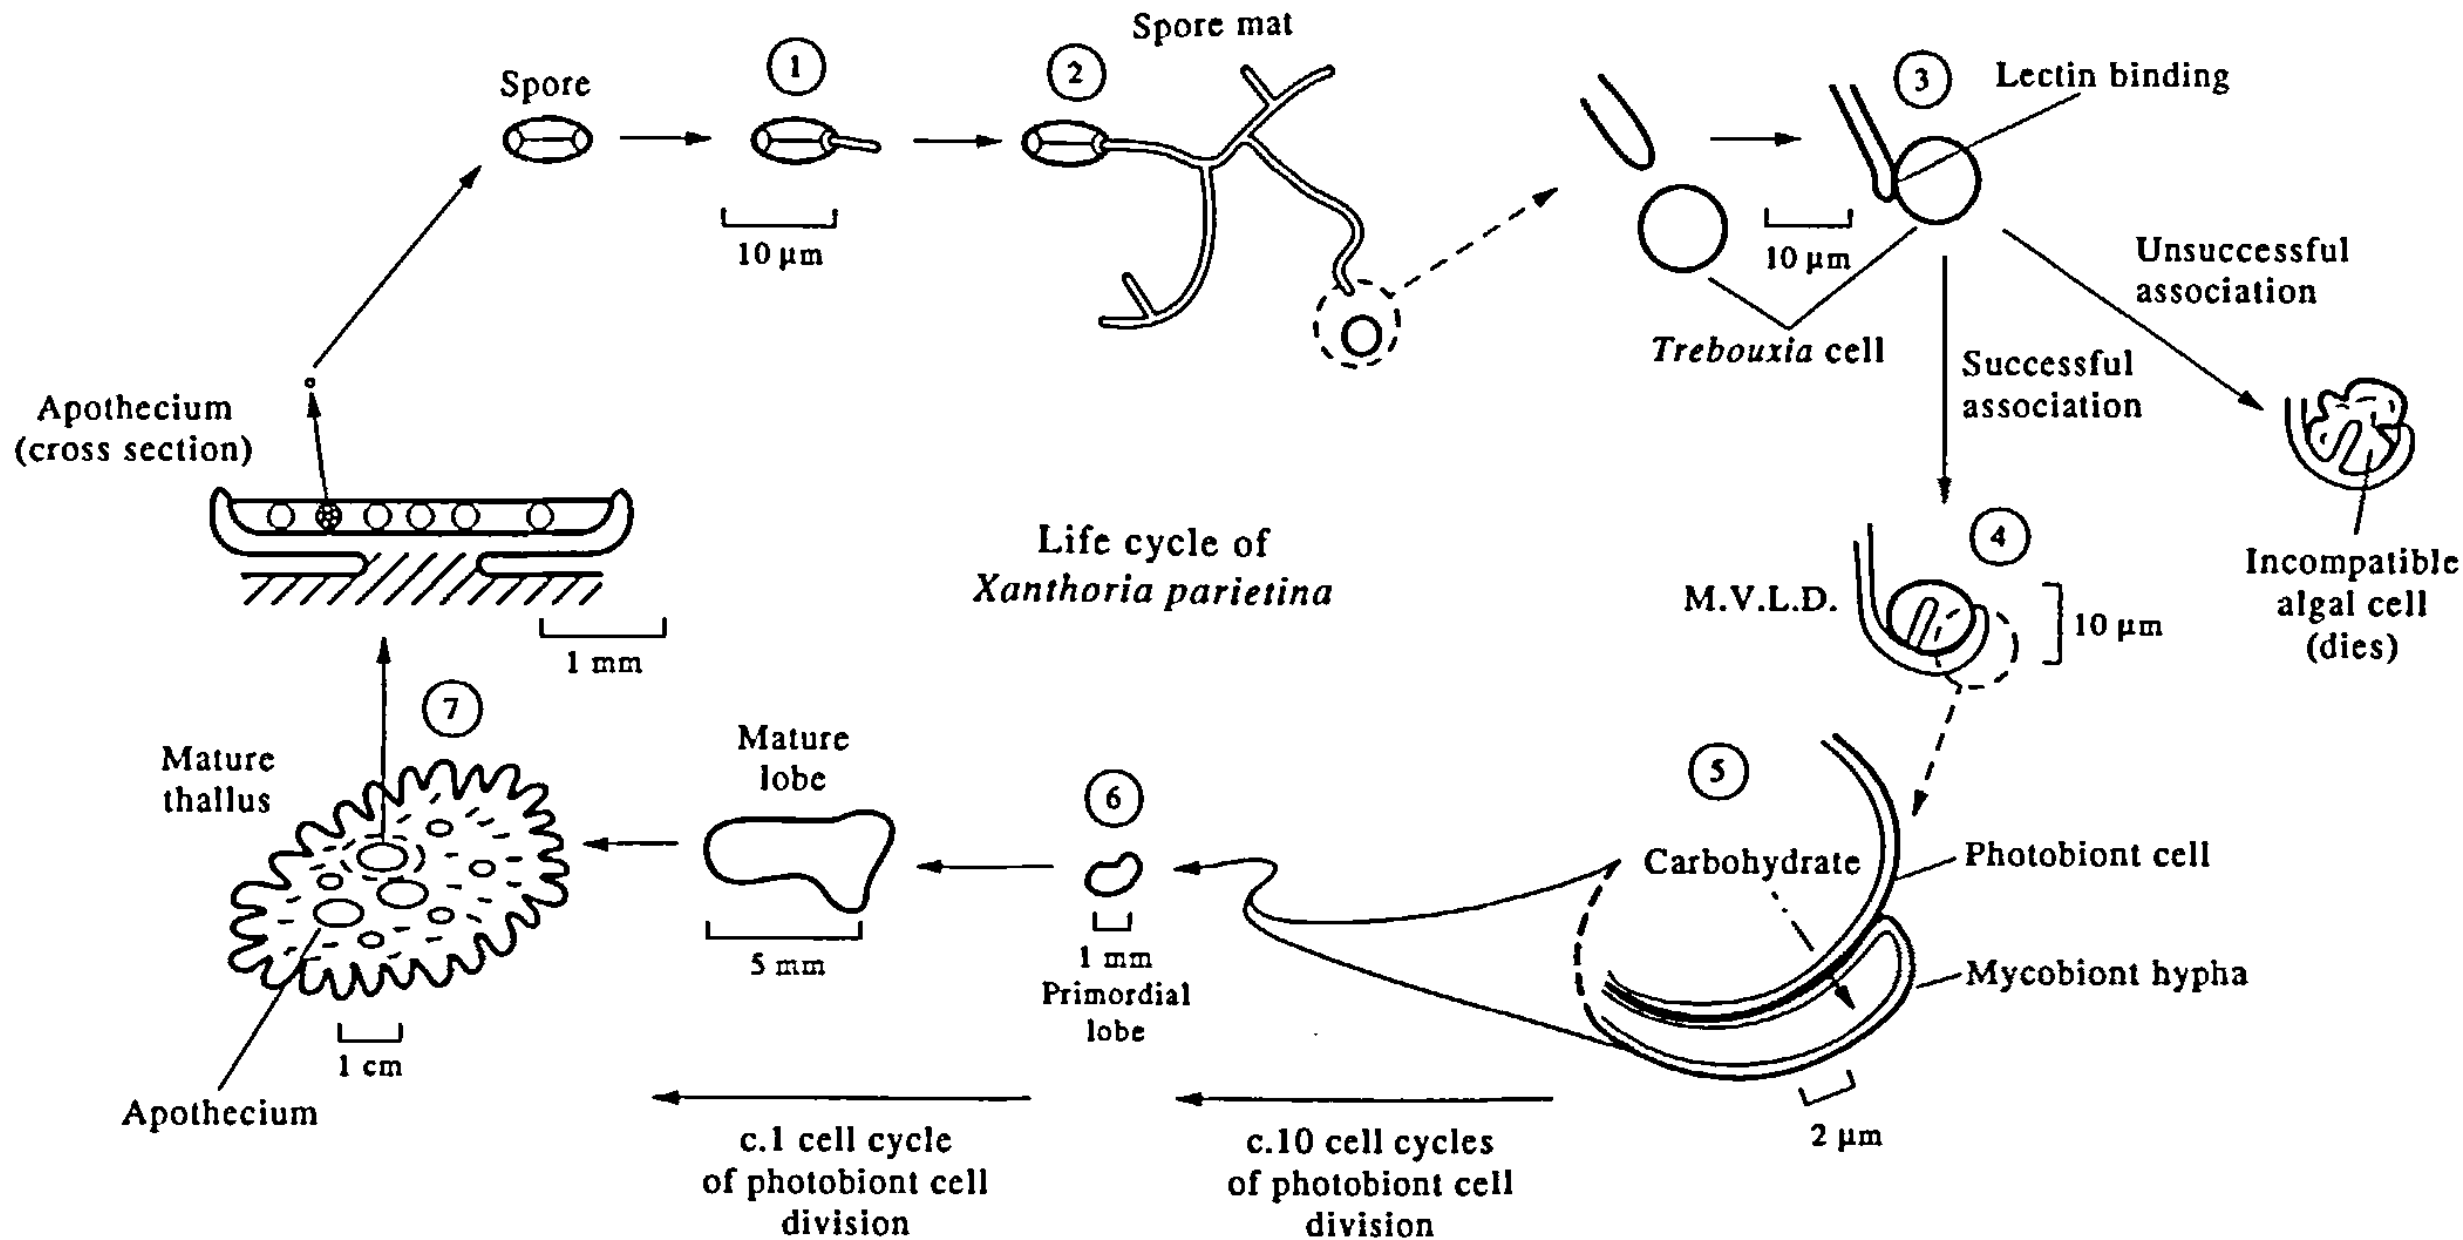 Spore mat
Spore
1
2
3
Lectin binding
10 μm
10 μm
Unsuccessful
association
Trebouxia cell
Successful
association
Apothecium
(cross section)
Life cycle of
Xanthoria parietina
4
M.V.L.D.
10 μm
Incompatible
algal cell
(dies)
1 mm
7
Mature
thallus
Mature
lobe
6
5
Carbohydrate
Photobiont cell
Mycobiont hypha
5 mm
1 mm
Primordial
lobe
1 cm
Apothecium
2 μm
c.1 cell cycle
of photobiont cell
division
c.10 cell cycles
of photobiont cell
division